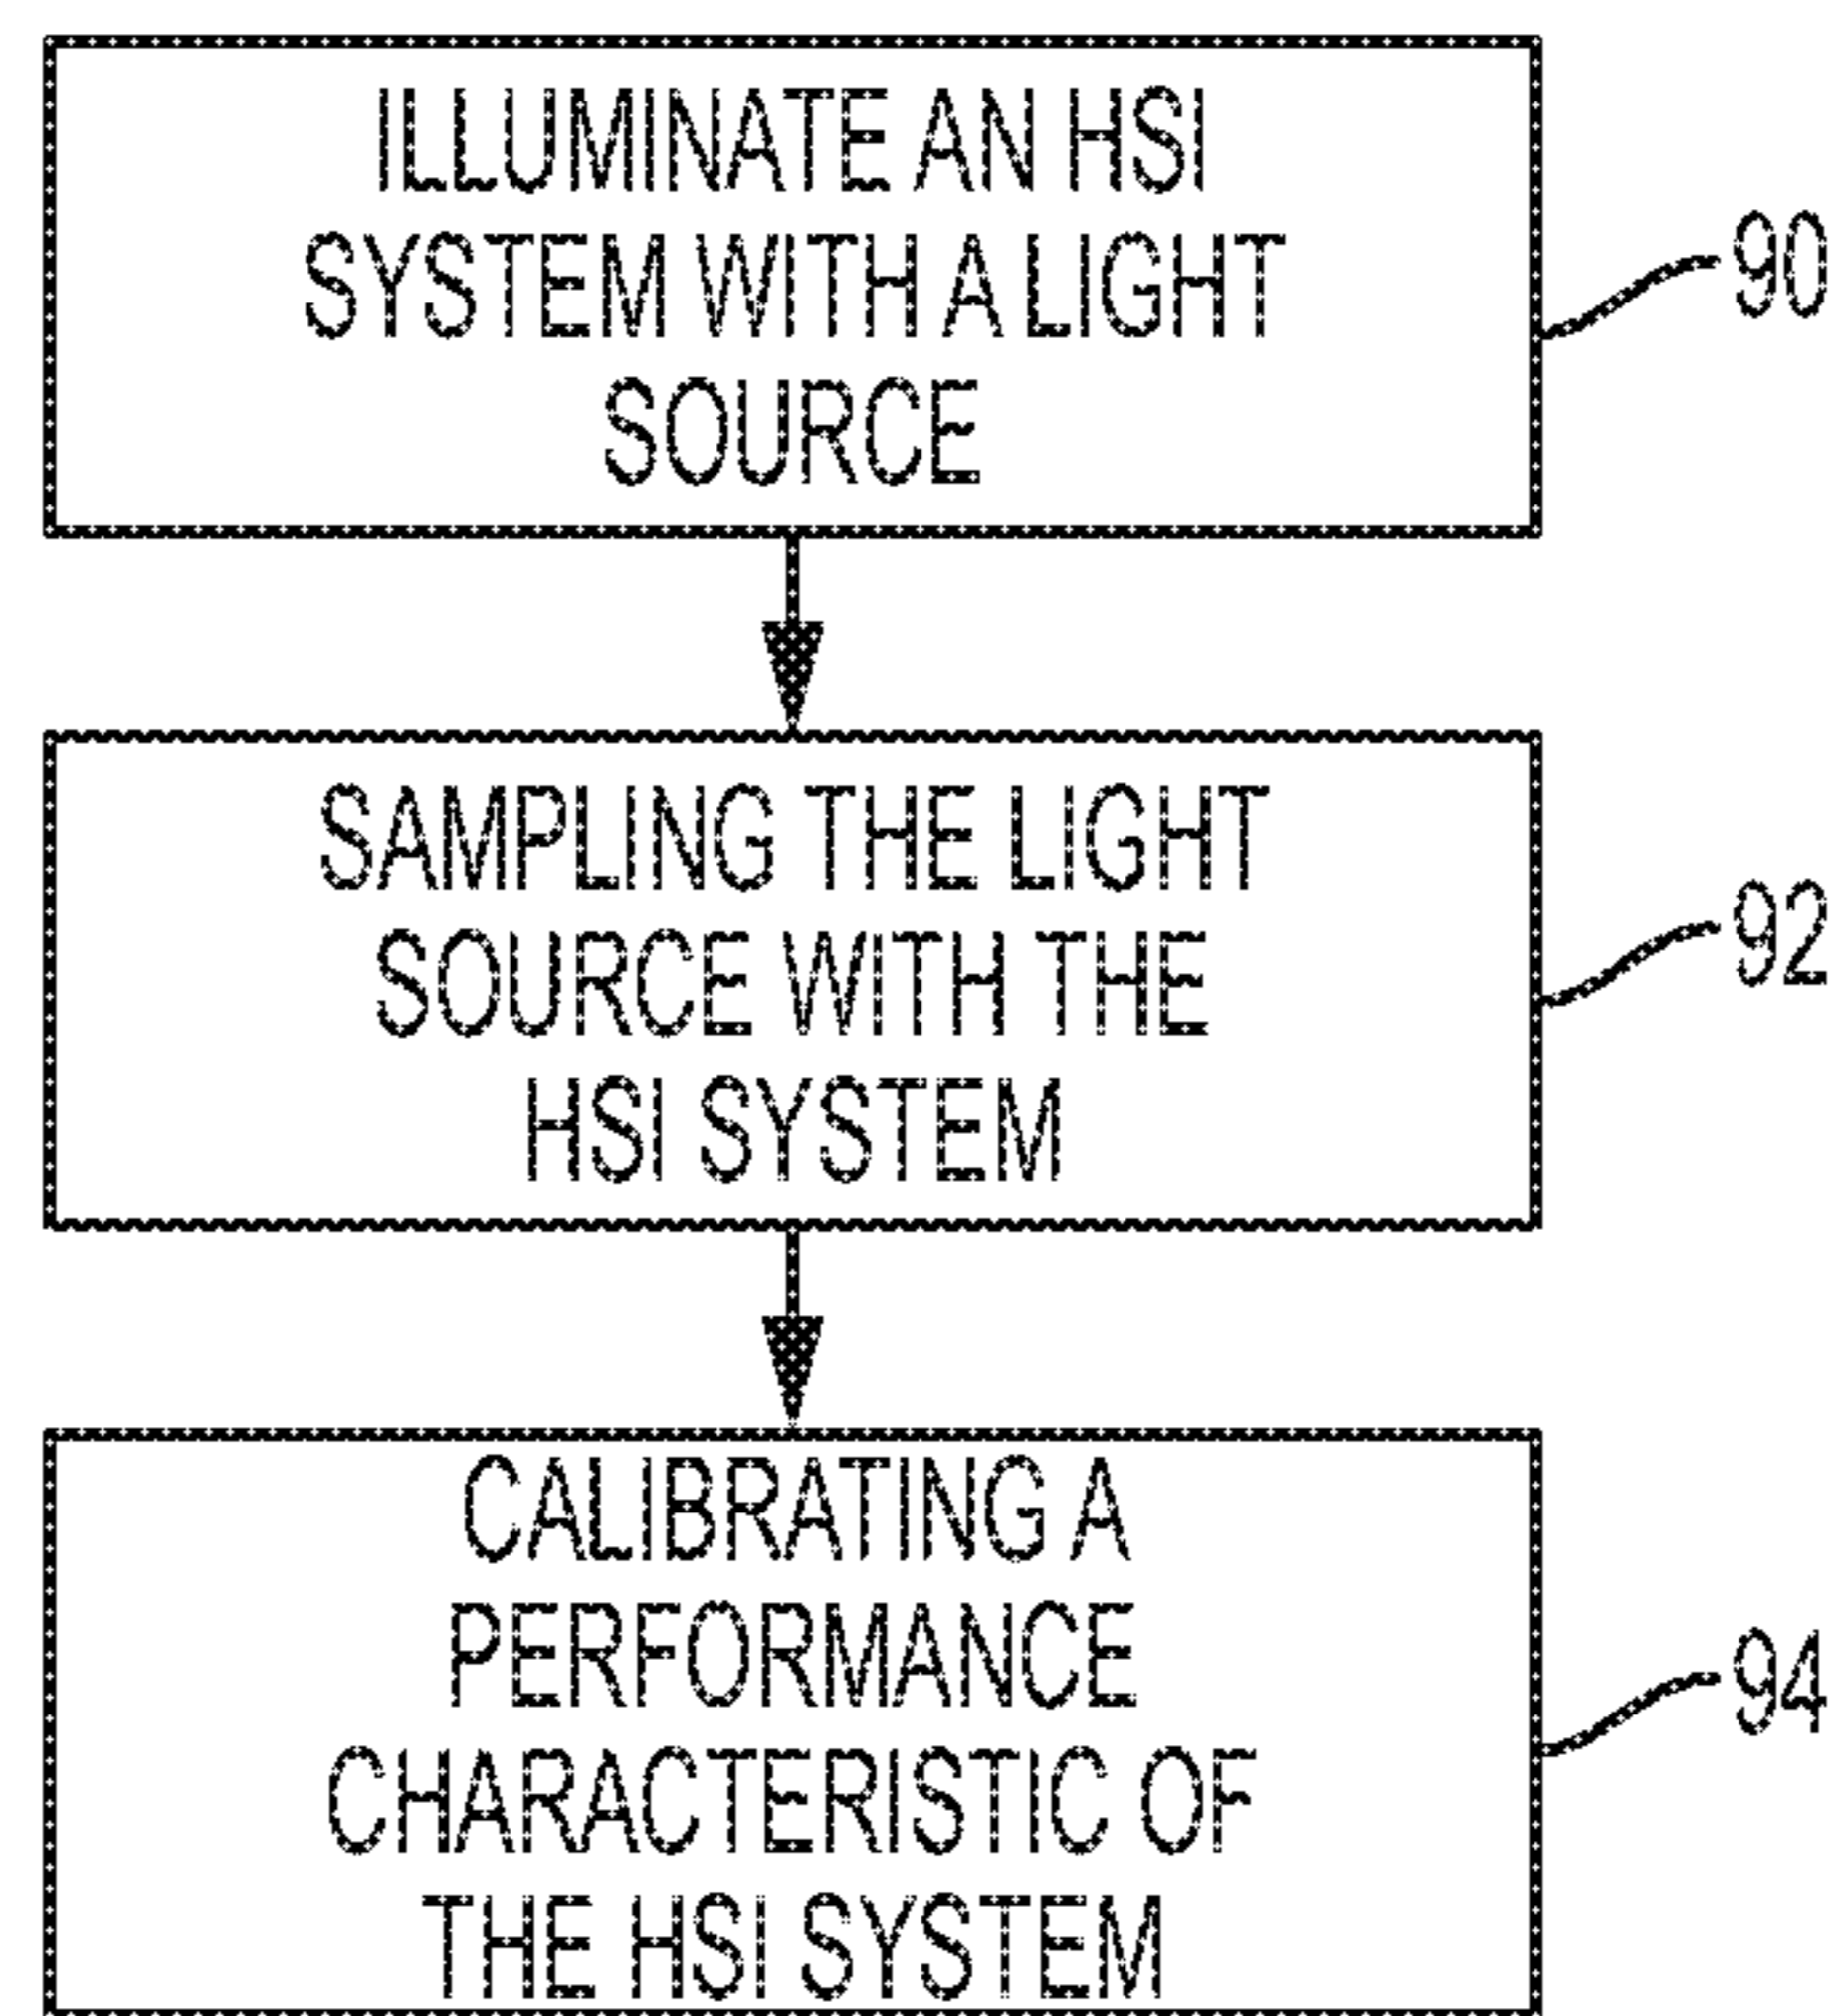 ILLUMINATE AN HSI
SYSTEM WITH A LIGHT
SOURCE
90
SAMPLING THE LIGHT
SOURCE WITH THE
HSI SYSTEM
92
CALIBRATING A
PERFORMANCE
CHARACTERISTIC OF
THE HSI SYSTEM
94